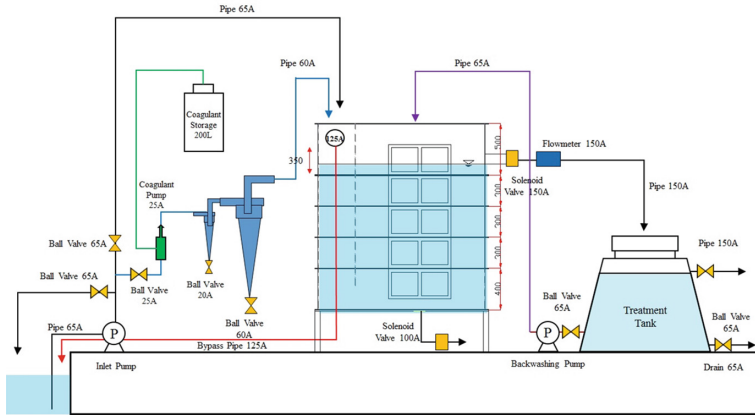 Pipe 65A
Pipe 60A
Pipe 65A
Coagulant
Storage
200L
125A
500
350
Flowmeter 150A
Solenoid
Valve 150A
Coagulant
Pump
25A
300
Pipe 150A
300
Ball Valve 65A
300
Pipe 150A
Ball Valve 65A
Ball Valve
25A
Ball Valve
20A
400
Ball Valve
65A
Treatment
Tank
Ball Valve
65A
Pipe 65A
P
Ball Valve
60A
Solenoid
Valve 100A
P
Bypass Pipe 125A
Inlet Pump
Backwashing Pump
Drain 65A